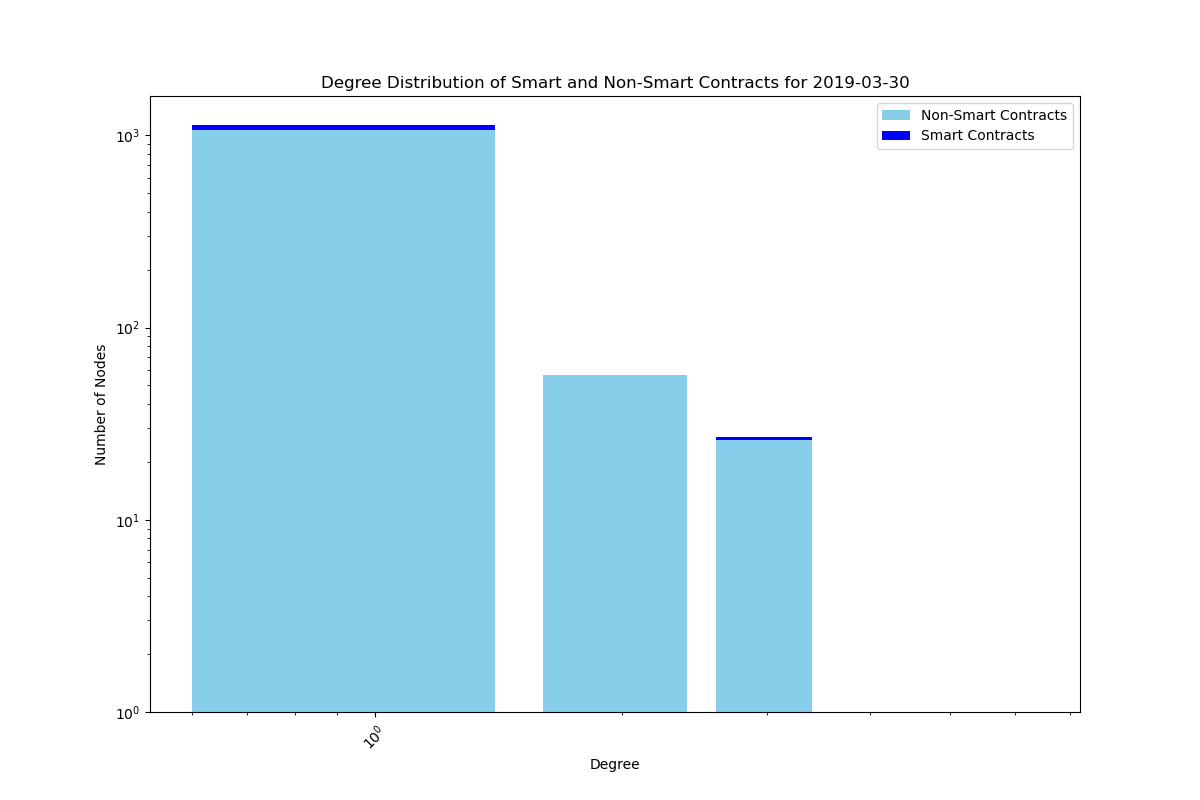 Degree Distribution of Smart and Non-Smart Contracts for 2019-03-30
Non-Smart Contracts
Smart Contracts
10³
10²
10¹
10⁰
Number of Nodes
10⁰
Degree